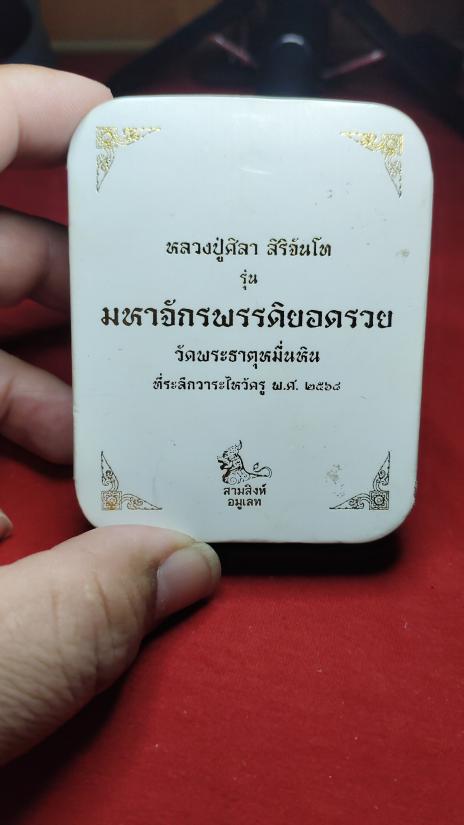 หลวงปู่ศิลา สิริจันโท
รุ่น
มหาจักรพรรดิยอดรวย
วัดพระธาตุหมื่นหิน
ที่ระลึกวาระไหว้ครู พ.ศ. ๒๕๖๘
สามสิงห์
อมูเลท